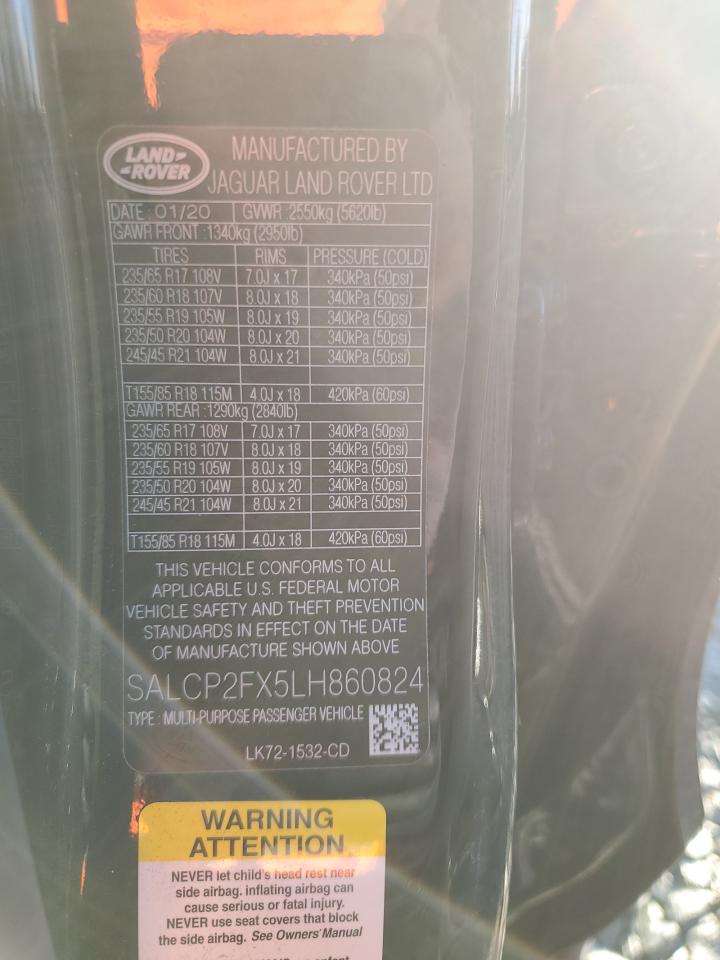 LAND-
-ROVER
MANUFACTURED BY
JAGUAR LAND ROVER LTD
DATE : 01/20 GVWR :2550kg (5620lb)
GAWR FRONT :1340kg (2950lb)
TIRES RIMS PRESSURE (COLD)
235/65 R17 108V 7.0J x 17 340kPa (50psi)
235/60 R18 107V 8.0J x 18 340kPa (50psi)
235/55 R19 105W 8.0J x 19 340kPa (50psi)
235/50 R20 104W 8.0J x 20 340kPa (50psi)
245/45 R21 104W 8.0J x 21 340kPa (50psi)
T155/85 R18 115M 4.0J x 18 420kPa (60psi)
GAWR REAR :1290kg (2840lb)
235/65 R17 108V 7.0J x 17 340kPa (50psi)
235/60 R18 107V 8.0J x 18 340kPa (50psi)
235/55 R19 105W 8.0J x 19 340kPa (50psi)
235/50 R20 104W 8.0J x 20 340kPa (50psi)
245/45 R21 104W 8.0J x 21 340kPa (50psi)
T155/85 R18 115M 4.0J x 18 420kPa (60psi)
THIS VEHICLE CONFORMS TO ALL
APPLICABLE U.S. FEDERAL MOTOR
VEHICLE SAFETY AND THEFT PREVENTION
STANDARDS IN EFFECT ON THE DATE
OF MANUFACTURE SHOWN ABOVE
SALCP2FX5LH860824
TYPE : MULTI-PURPOSE PASSENGER VEHICLE
LK72-1532-CD
WARNING
ATTENTION
NEVER let child's head rest near
side airbag. inflating airbag can
cause serious or fatal injury.
NEVER use seat covers that block
the side airbag. See Owners' Manual